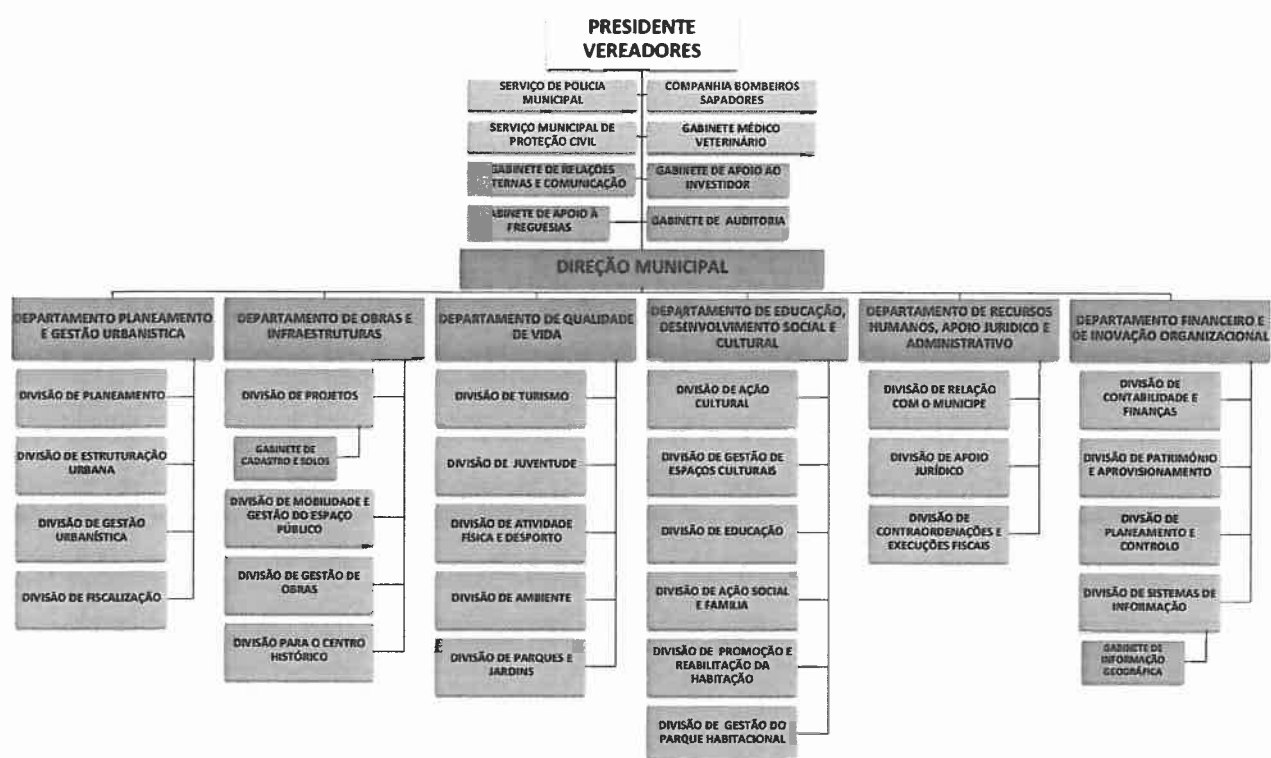 PRESIDENTE
VEREADORES
SERVIÇO DE POLICIA
MUNICIPAL
COMPANHIA BOMBEIROS
SAPADORES
SERVIÇO MUNICIPAL DE
PROTEÇÃO CIVIL
GABINETE MÉDICO
VETERINÁRIO
GABINETE DE RELAÇÕES
TERNAS E COMUNICAÇÃO
GABINETE DE APOIO AO
INVESTIDOR
ABINETE DE APOIO À
FREGUESIAS
GABINETE DE AUDITORIA
DIREÇÃO MUNICIPAL
DEPARTAMENTO PLANEAMENTO
E GESTÃO URBANISTICA
DIVISÃO DE PLANEAMENTO
DIVISÃO DE ESTRUTURAÇÃO
URBANA
DIVISÃO DE GESTÃO
URBANÍSTICA
DIVISÃO DE FISCALIZAÇÃO
DEPARTAMENTO DE OBRAS E
INFRAESTRUTURAS
DIVISÃO DE PROJETOS
GABINETE DE
CADASTRO E SOLOS
DIVISÃO DE MOBILIDADE E
GESTÃO DO ESPAÇO
PÚBLICO
DIVISÃO DE GESTÃO DE
OBRAS
DIVISÃO PARA O CENTRO
HISTÓRICO
DEPARTAMENTO DE QUALIDADE
DE VIDA
DIVISÃO DE TURISMO
DIVISÃO DE JUVENTUDE
DIVISÃO DE ATIVIDADE
FÍSICA E DESPORTO
DIVISÃO DE AMBIENTE
DIVISÃO DE PARQUES E
JARDINS
DEPARTAMENTO DE EDUCAÇÃO,
DESENVOLVIMENTO SOCIAL E
CULTURAL
DIVISÃO DE AÇÃO
CULTURAL
DIVISÃO DE GESTÃO DE
ESPAÇOS CULTURAIS
DIVISÃO DE EDUCAÇÃO
DIVISÃO DE AÇÃO SOCIAL
E FAMILIA
DIVISÃO DE PROMOÇÃO E
REABILITAÇÃO DA
HABITAÇÃO
DIVISÃO DE GESTÃO DO
PARQUE HABITACIONAL
DEPARTAMENTO DE RECURSOS
HUMANOS, APOIO JURIDICO E
ADMINISTRATIVO
DIVISÃO DE RELAÇÃO
COM O MUNICIPE
DIVISÃO DE APOIO
JURÍDICO
DIVISÃO DE
CONTRAORDENAÇÕES E
EXECUÇÕES FISCAIS
DEPARTAMENTO FINANCEIRO E
DE INOVAÇÃO ORGANIZACIONAL
DIVISÃO DE
CONTABILIDADE E
FINANÇAS
DIVISÃO DE PATRIMÓNIO
E APROVISIONAMENTO
DIVSÃO DE
PLANEAMENTO E
CONTROLO
DIVISÃO DE SISTEMAS DE
INFORMAÇÃO
GABINETE DE
INFORMAÇÃO
GEOGRÁFICA